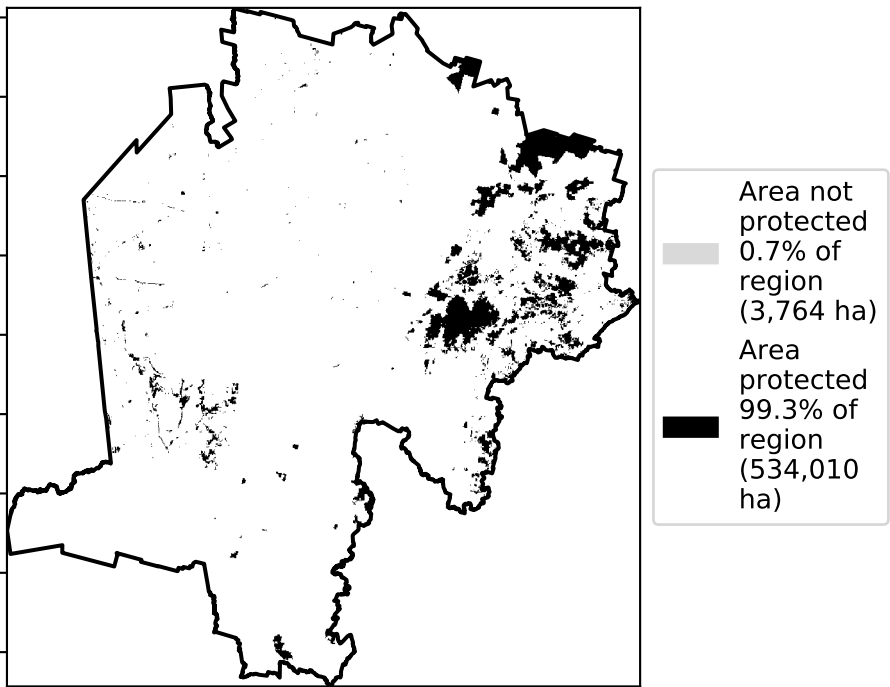 Area not
protected
0.7% of
region
(3,764 ha)
Area
protected
99.3% of
region
(534,010
ha)